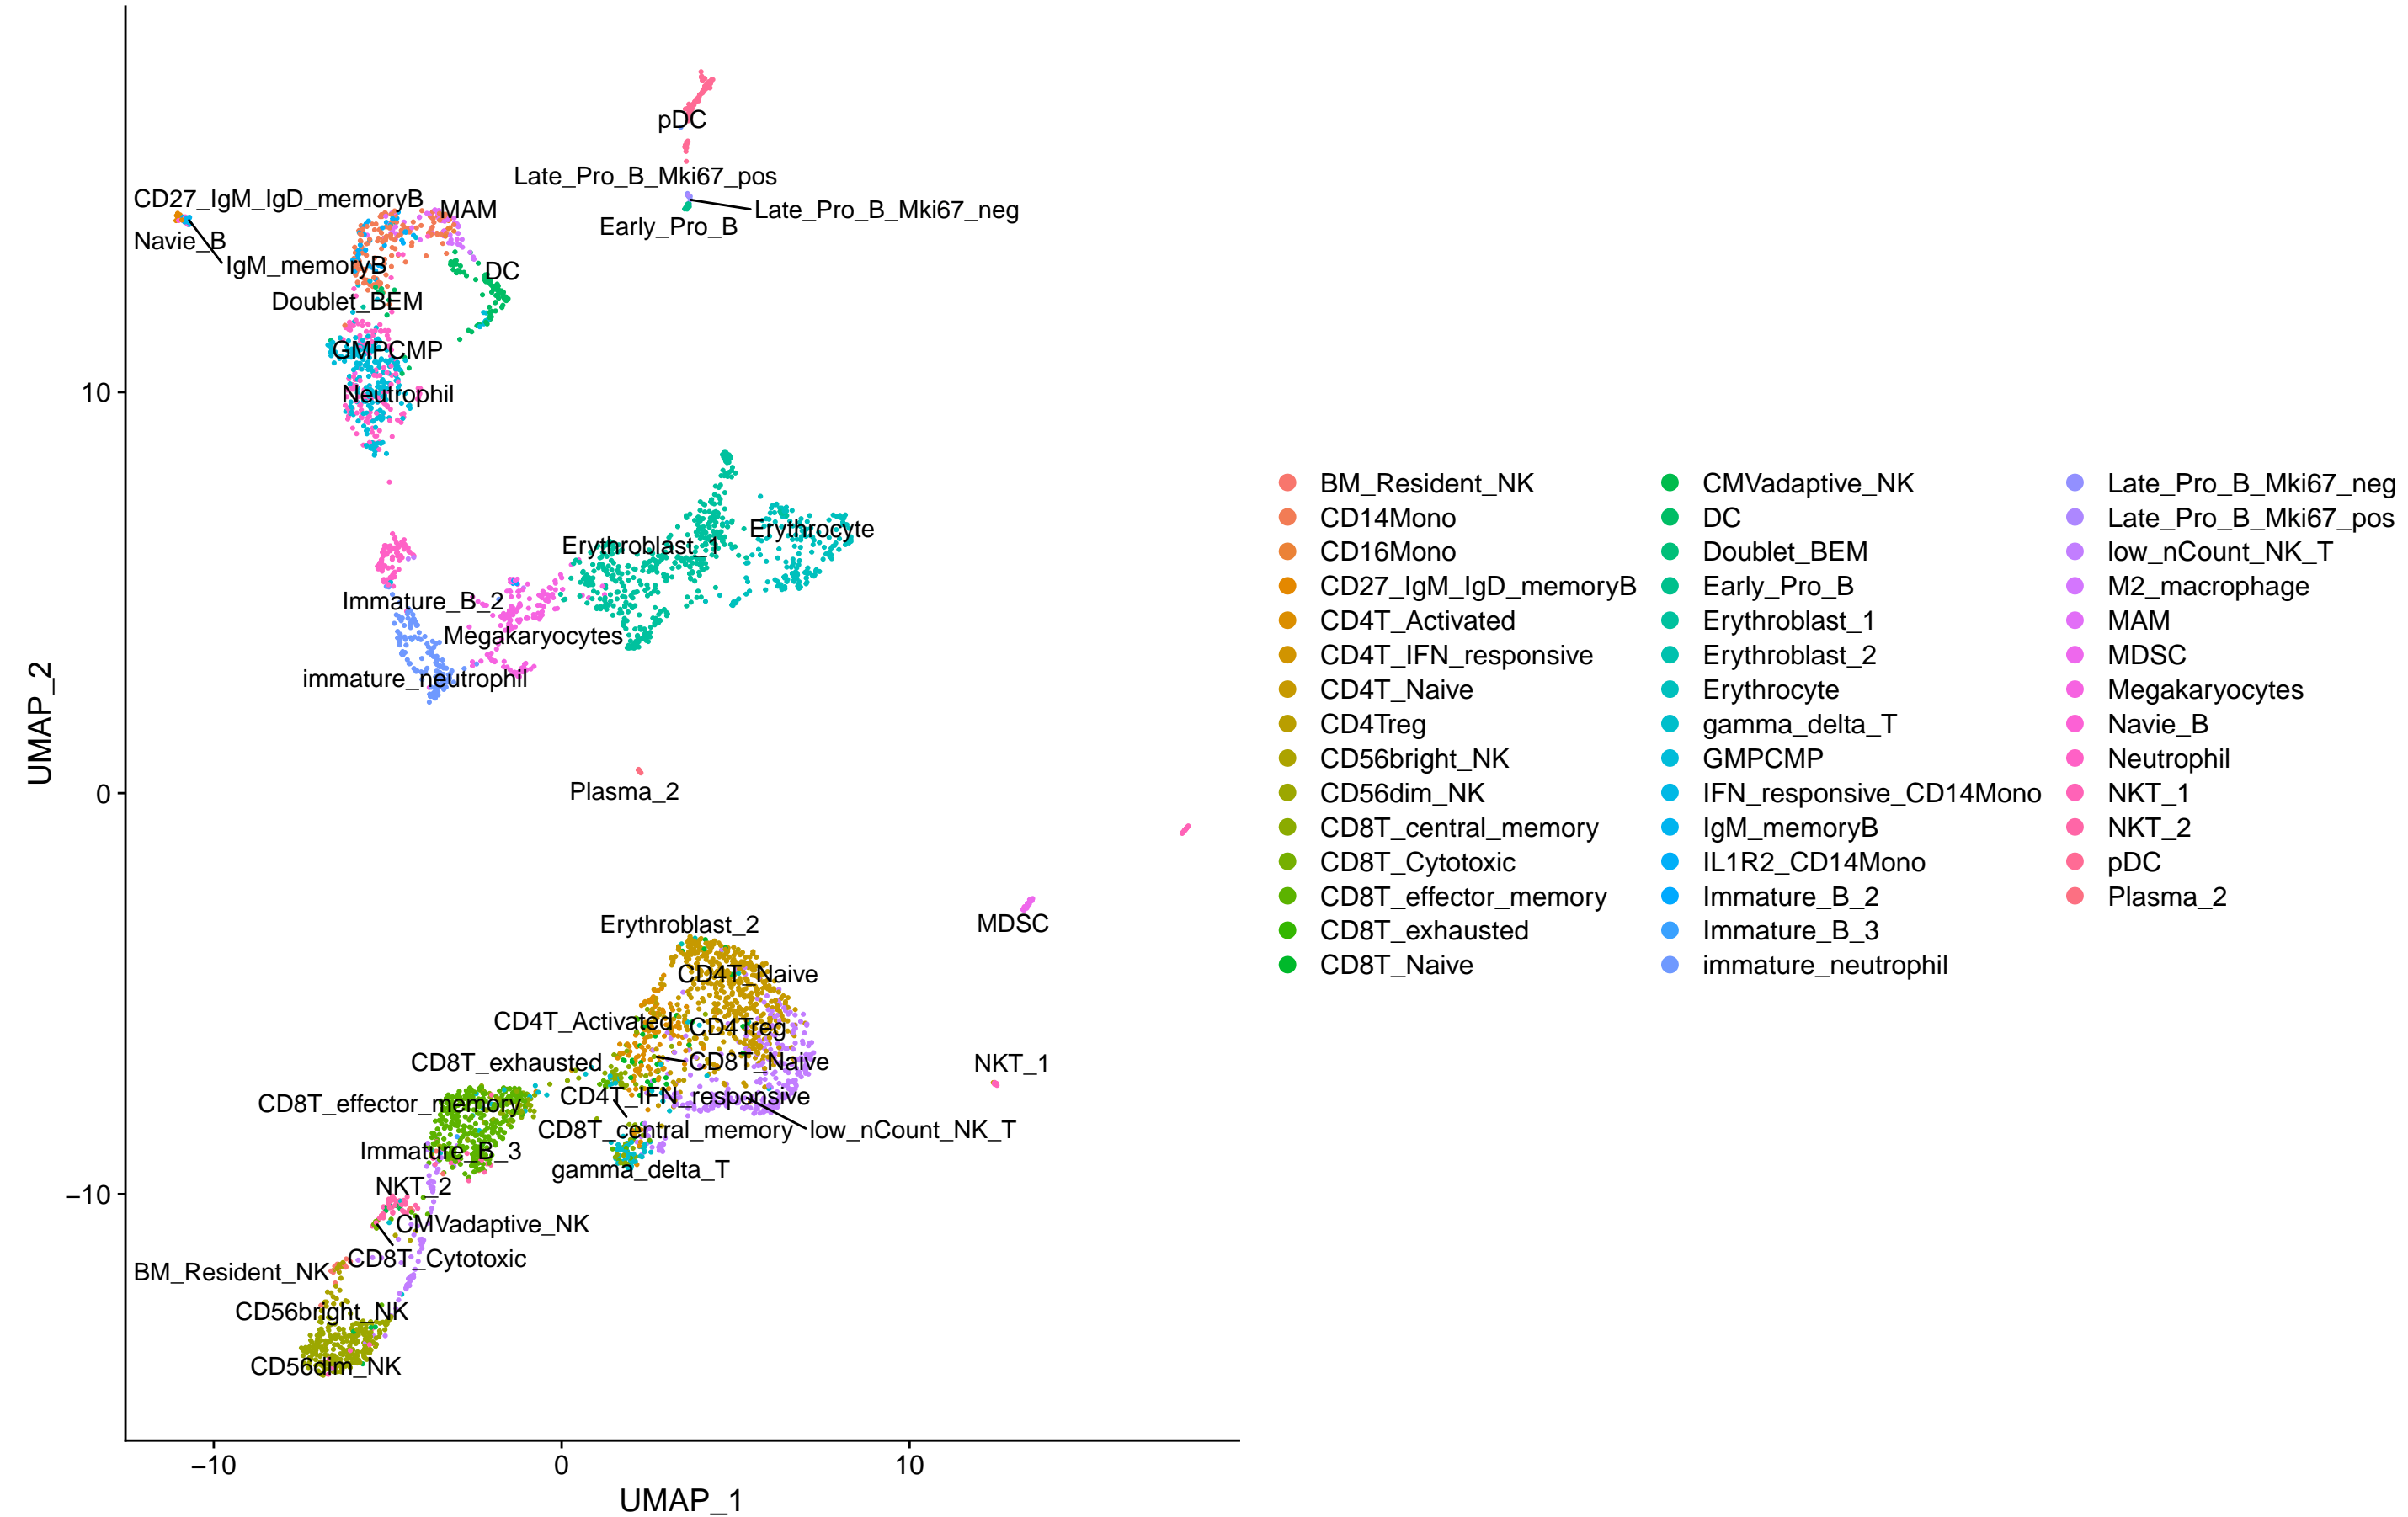 pDC
Late_Pro_B_Mki67_pos
CD27_IgM_IgD_memoryB
MAM
Late_Pro_B_Mki67_neg
Early_Pro_B
Navie_B
IgM_memoryB
DC
Doublet_BEM
GMPCMP
10
Neutrophil
Erythrocyte
Erythroblast_1
Immature_B_2
Megakaryocytes
immature_neutrophil
UMAP_2
0
Plasma_2
Erythroblast_2
MDSC
CD4T_Naive
CD4T_Activated
CD4Treg
CD8T_exhausted
CD8T_Naive
NKT_1
CD8T_effector_memory
CD4T_IFN_responsive
CD8T_central_memory
low_nCount_NK_T
Immature_B_3
gamma_delta_T
NKT_2
−10
CMVadaptive_NK
CD8T_Cytotoxic
BM_Resident_NK
CD56bright_NK
CD56dim_NK
−10
0
10
UMAP_1
BM_Resident_NK
CD14Mono
CD16Mono
CD27_IgM_IgD_memoryB
CD4T_Activated
CD4T_IFN_responsive
CD4T_Naive
CD4Treg
CD56bright_NK
CD56dim_NK
CD8T_central_memory
CD8T_Cytotoxic
CD8T_effector_memory
CD8T_exhausted
CD8T_Naive
CMVadaptive_NK
DC
Doublet_BEM
Early_Pro_B
Erythroblast_1
Erythroblast_2
Erythrocyte
gamma_delta_T
GMPCMP
IFN_responsive_CD14Mono
IgM_memoryB
IL1R2_CD14Mono
Immature_B_2
Immature_B_3
immature_neutrophil
Late_Pro_B_Mki67_neg
Late_Pro_B_Mki67_pos
low_nCount_NK_T
M2_macrophage
MAM
MDSC
Megakaryocytes
Navie_B
Neutrophil
NKT_1
NKT_2
pDC
Plasma_2